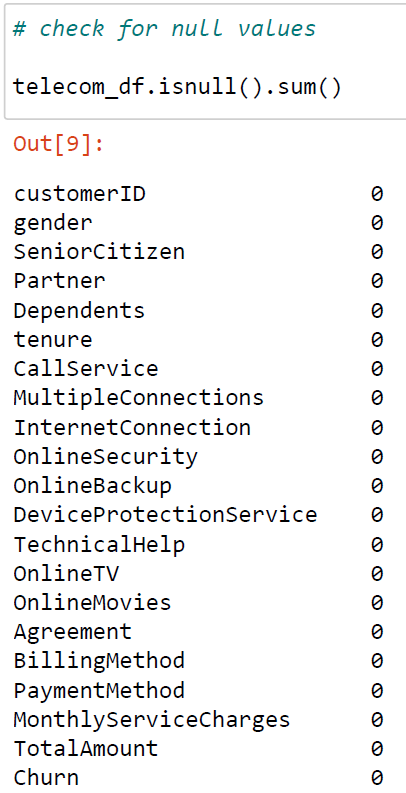 # check for null values
telecom_df.isnull().sum()
Out[9]:
customerID 0
gender 0
SeniorCitizen 0
Partner 0
Dependents 0
tenure 0
CallService 0
MultipleConnections 0
InternetConnection 0
OnlineSecurity 0
OnlineBackup 0
DeviceProtectionService 0
TechnicalHelp 0
OnlineTV 0
OnlineMovies 0
Agreement 0
BillingMethod 0
PaymentMethod 0
MonthlyServiceCharges 0
TotalAmount 0
Churn 0